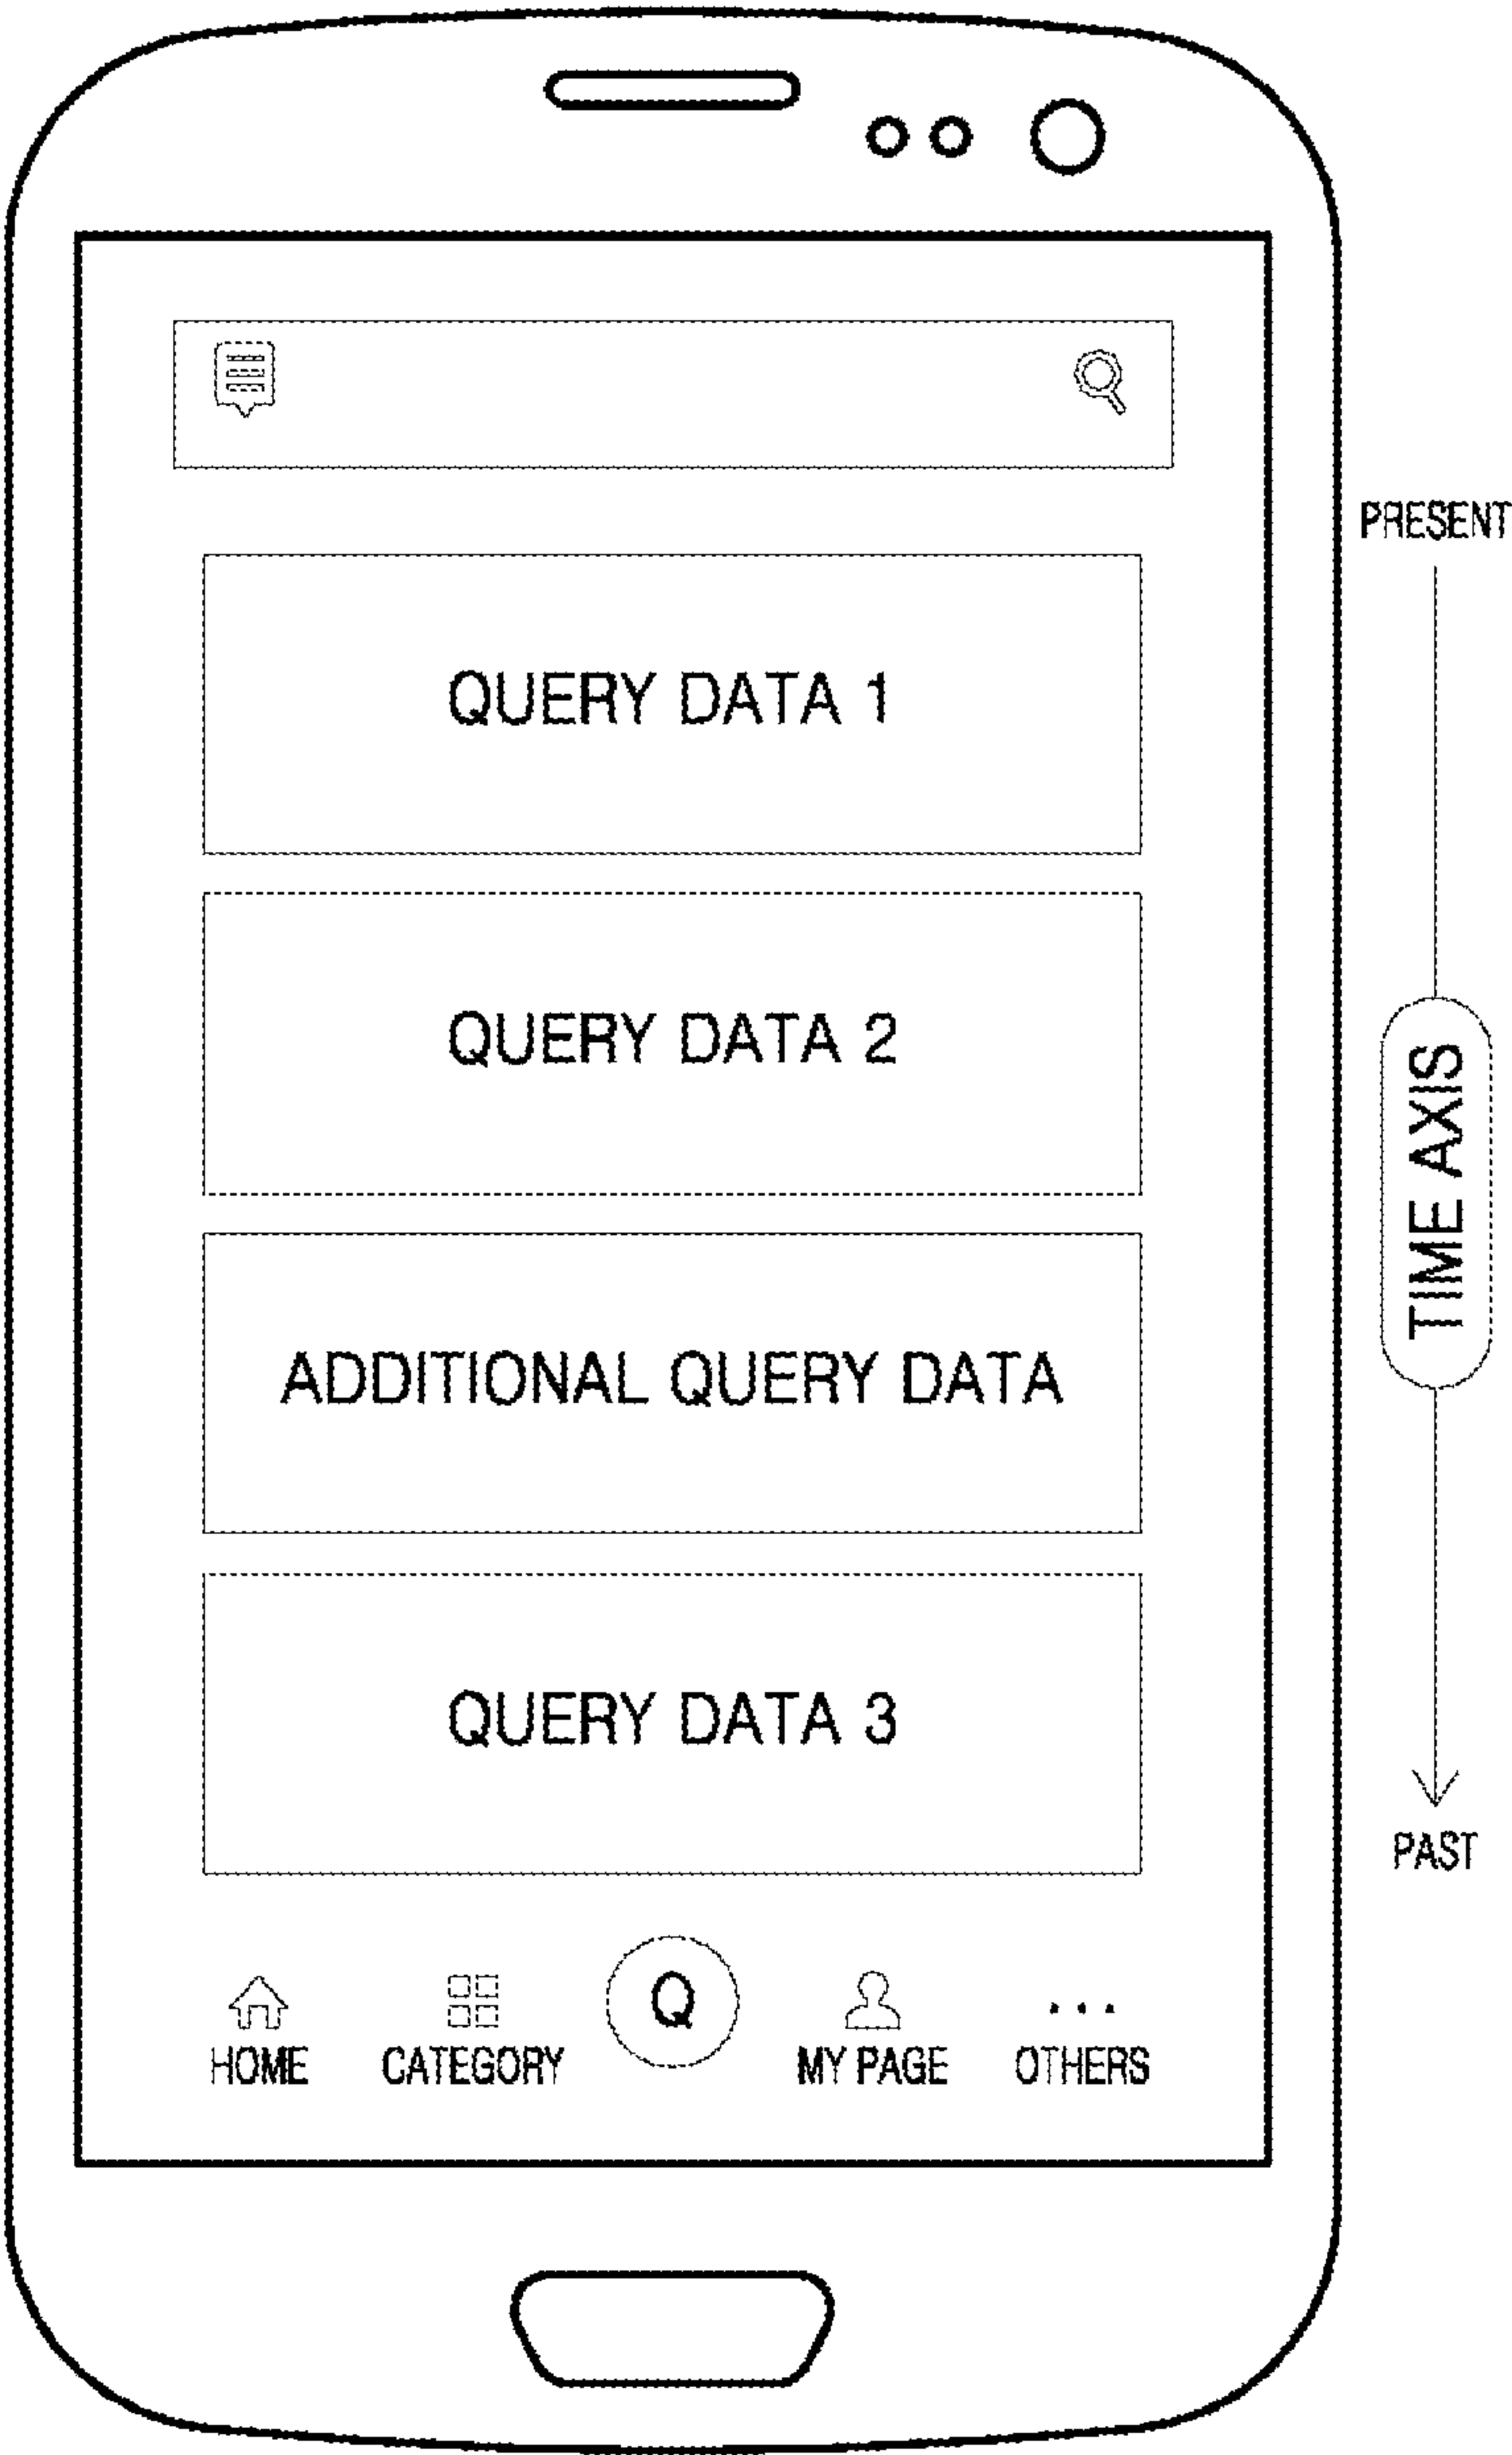 PRESENT
QUERY DATA 1
QUERY DATA 2
TIME AXIS
ADDITIONAL QUERY DATA
QUERY DATA 3
PAST
Q
HOME CATEGORY MY PAGE OTHERS